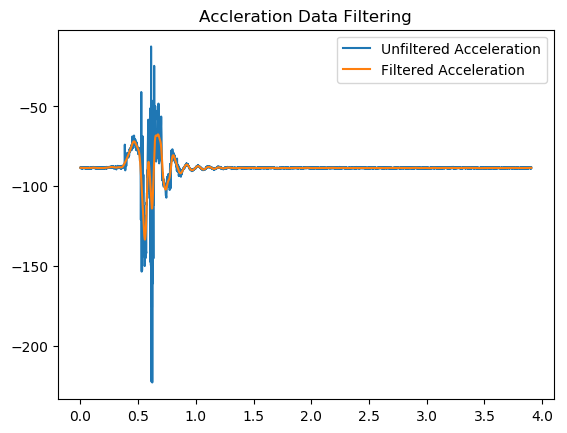 Accleration Data Filtering
Unfiltered Acceleration
Filtered Acceleration
−50
−100
−150
−200
0.0 0.5 1.0 1.5 2.0 2.5 3.0 3.5 4.0